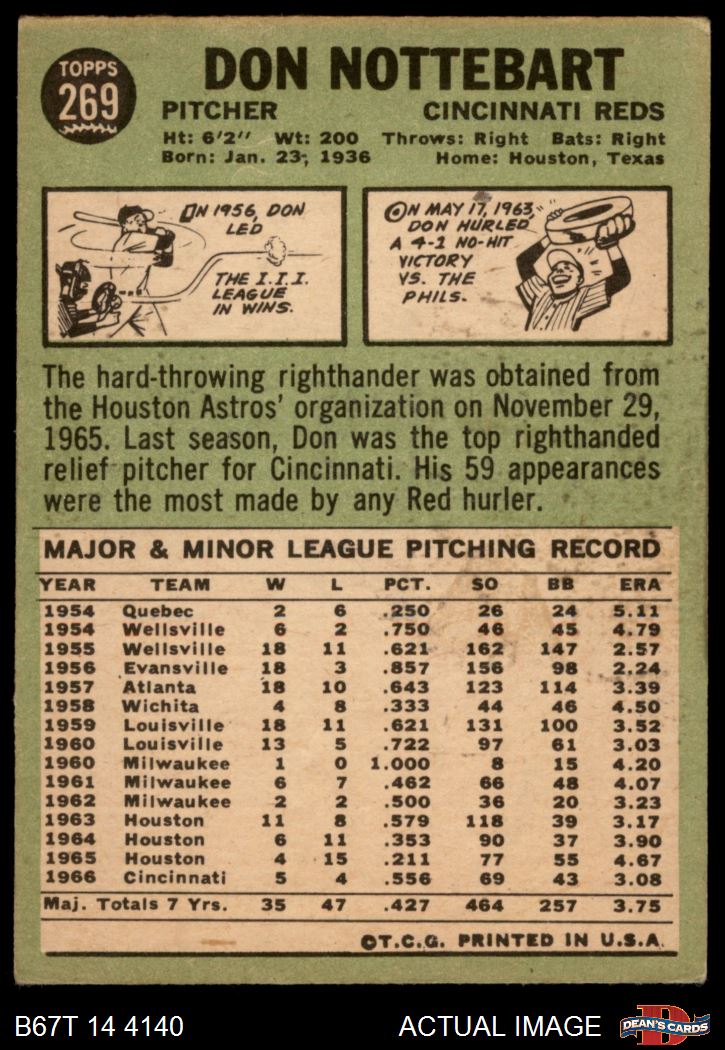 TOPPS
269
DON NOTTEBART
PITCHER CINCINNATI REDS
Ht: 6'2" Wt: 200 Throws: Right Bats: Right
Born: Jan. 23, 1936 Home: Houston, Texas
IN 1956, DON
LED
THE I.I.I.
LEAGUE
IN WINS.
ON MAY 17, 1963,
DON HURLED
A 4-1 NO-HIT
VICTORY
VS. THE
PHILS.
The hard-throwing righthander was obtained from
the Houston Astros' organization on November 29,
1965. Last season, Don was the top righthanded
relief pitcher for Cincinnati. His 59 appearances
were the most made by any Red hurler.
MAJOR & MINOR LEAGUE PITCHING RECORD
YEAR TEAM W L PCT. SO BB ERA
1954 Quebec 2 6 .250 26 24 5.11
1954 Wellsville 6 2 .750 46 45 4.79
1955 Wellsville 18 11 .621 162 147 2.57
1956 Evansville 18 3 .857 156 98 2.24
1957 Atlanta 18 10 .643 123 114 3.39
1958 Wichita 4 8 .333 44 46 4.50
1959 Louisville 18 11 .621 131 100 3.52
1960 Louisville 13 5 .722 97 61 3.03
1960 Milwaukee 1 0 1.000 8 15 4.20
1961 Milwaukee 6 7 .462 66 48 4.07
1962 Milwaukee 2 2 .500 36 20 3.23
1963 Houston 11 8 .579 118 39 3.17
1964 Houston 6 11 .353 90 37 3.90
1965 Houston 4 15 .211 77 55 4.67
1966 Cincinnati 5 4 .556 69 43 3.08
Maj. Totals 7 Yrs. 35 47 .427 464 257 3.75
©T.C.G. PRINTED IN U.S.A.
B67T 14 4140 ACTUAL IMAGE
DEAN'S CARDS